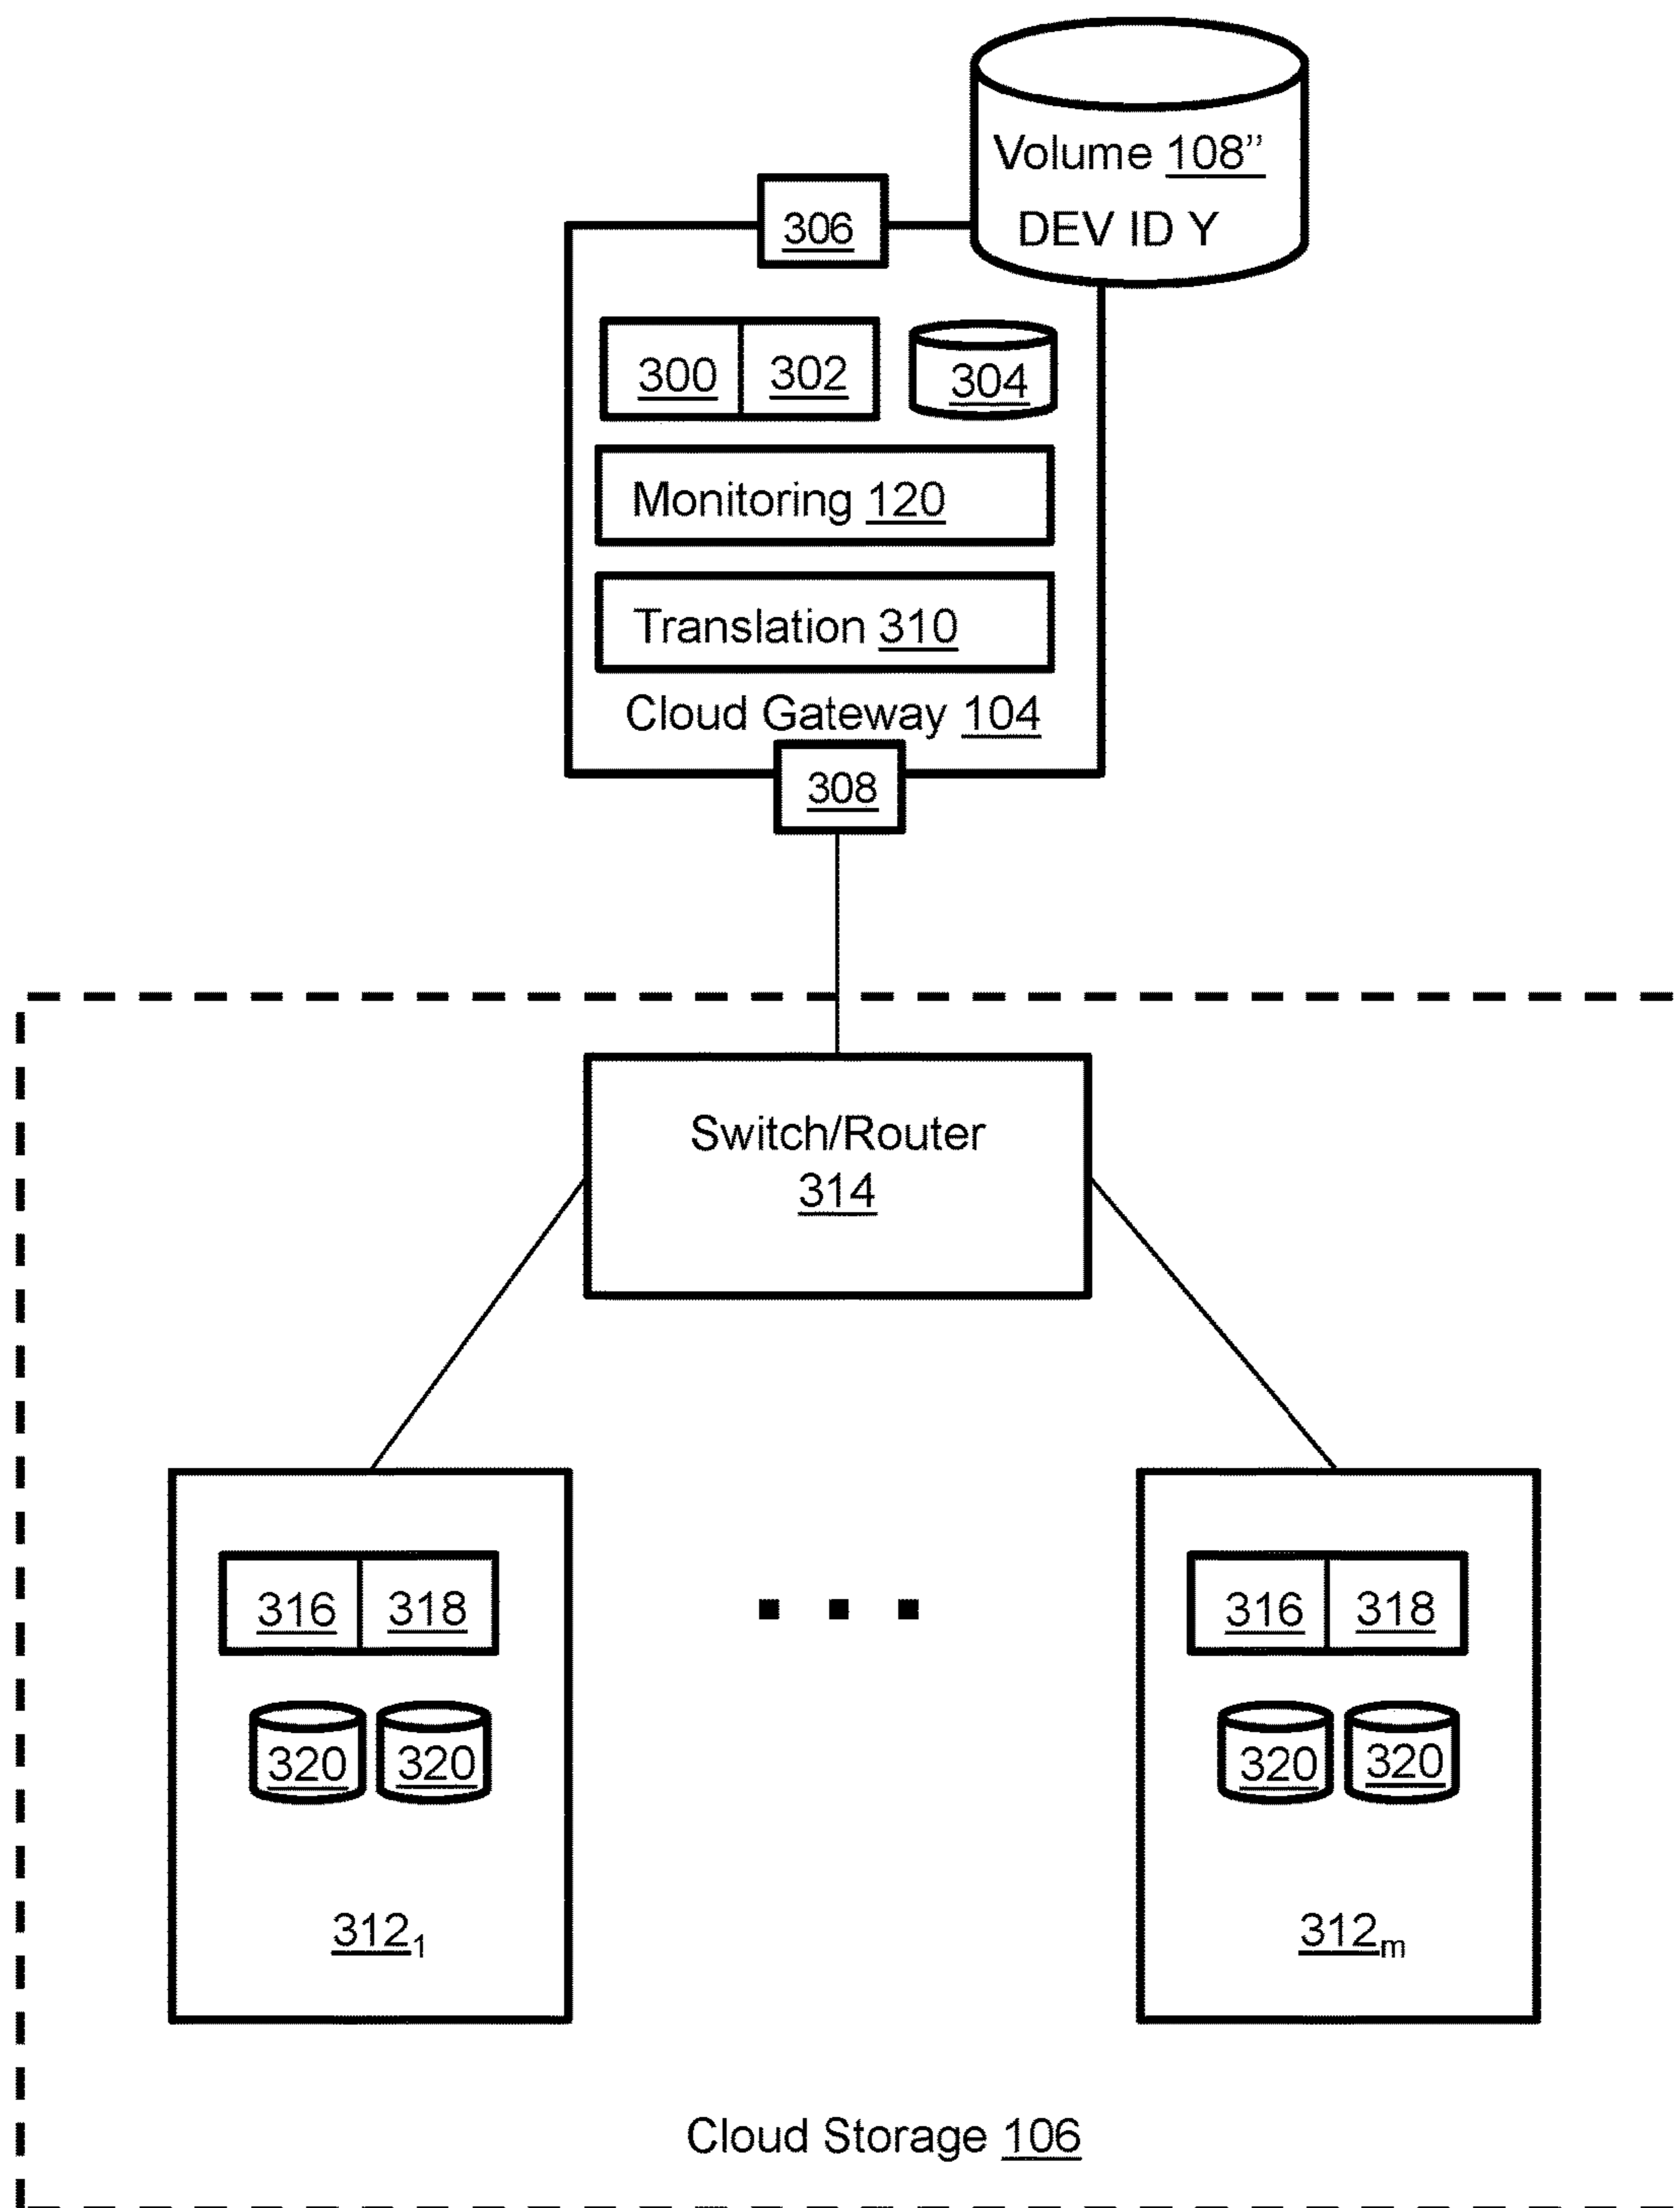 Volume 108”
DEV ID Y
306
300 302 304
Monitoring 120
Translation 310
Cloud Gateway 104
308
Switch/Router
314
316 318
320 320
312₁
316 318
320 320
312ₘ
Cloud Storage 106